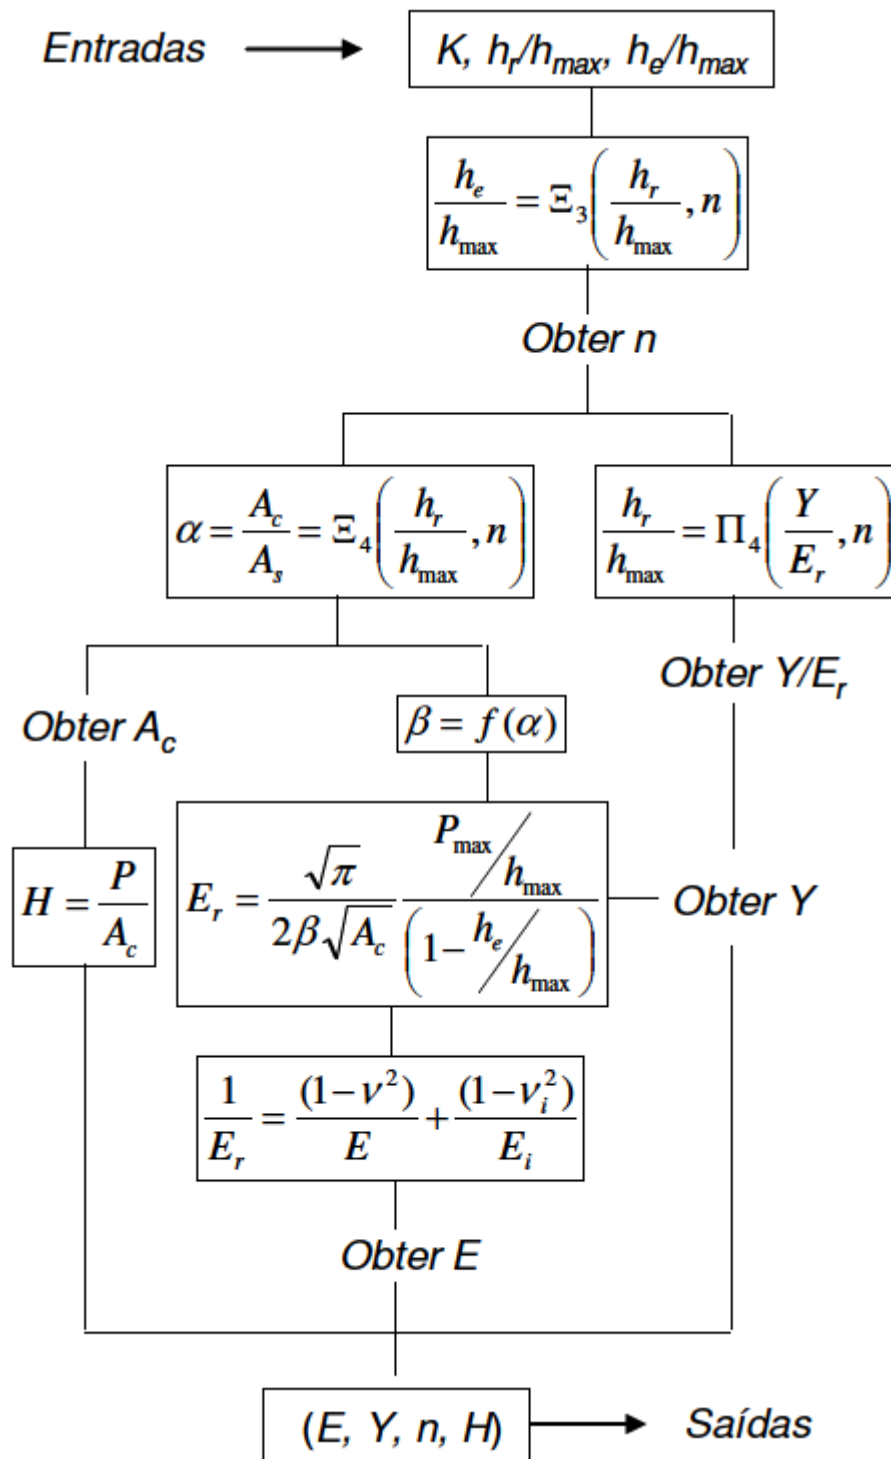 Entradas K, h_r/h_max, h_e/h_max
h_e/h_max = Ξ_3(h_r/h_max, n)
Obter n
α = A_c/A_s = Ξ_4(h_r/h_max, n)
h_r/h_max = Π_4(Y/E_r, n)
Obter Y/E_r
Obter A_c
β = f(α)
H = P/A_c
E_r = √π/(2β√A_c) (P_max/h_max)/(1 - h_e/h_max)
Obter Y
1/E_r = (1 - ν²)/E + (1 - ν_i²)/E_i
Obter E
(E, Y, n, H) Saídas